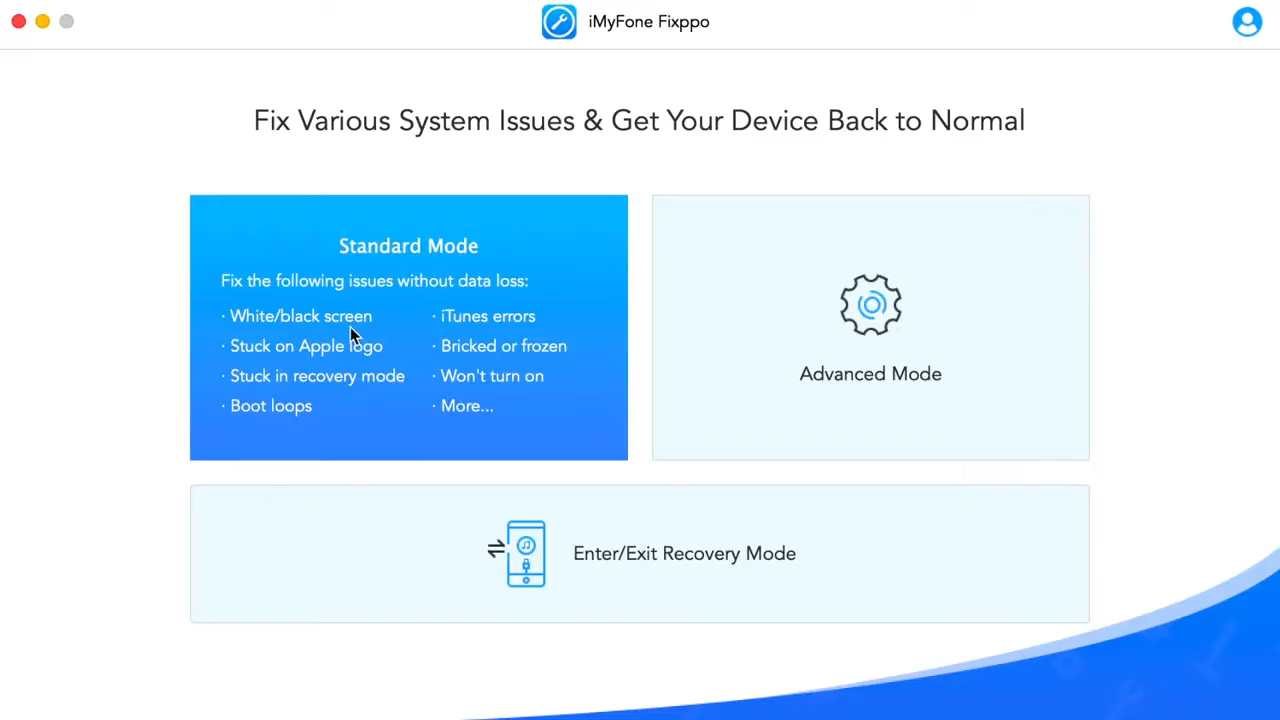 iMyFone Fixppo
Fix Various System Issues & Get Your Device Back to Normal
Standard Mode
Fix the following issues without data loss:
· White/black screen
· Stuck on Apple logo
· Stuck in recovery mode
· Boot loops
· iTunes errors
· Bricked or frozen
· Won't turn on
· More...
Advanced Mode
Enter/Exit Recovery Mode